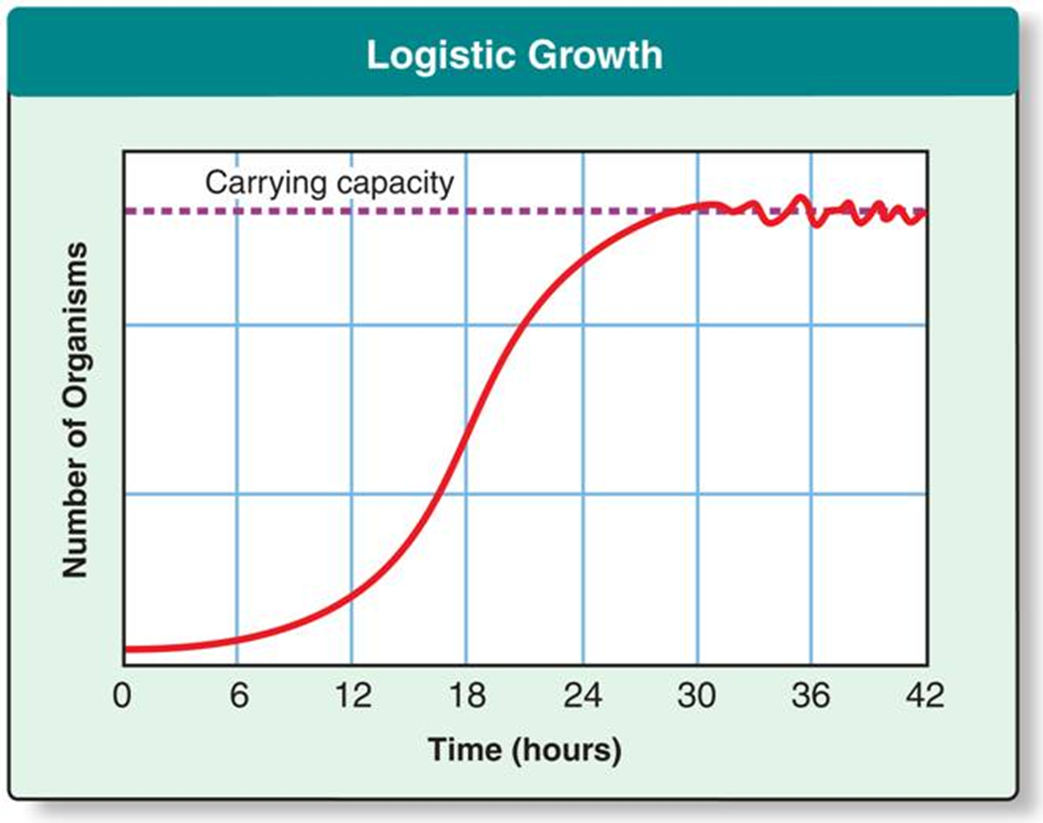 Logistic Growth
Carrying capacity
Number of Organisms
0 6 12 18 24 30 36 42
Time (hours)